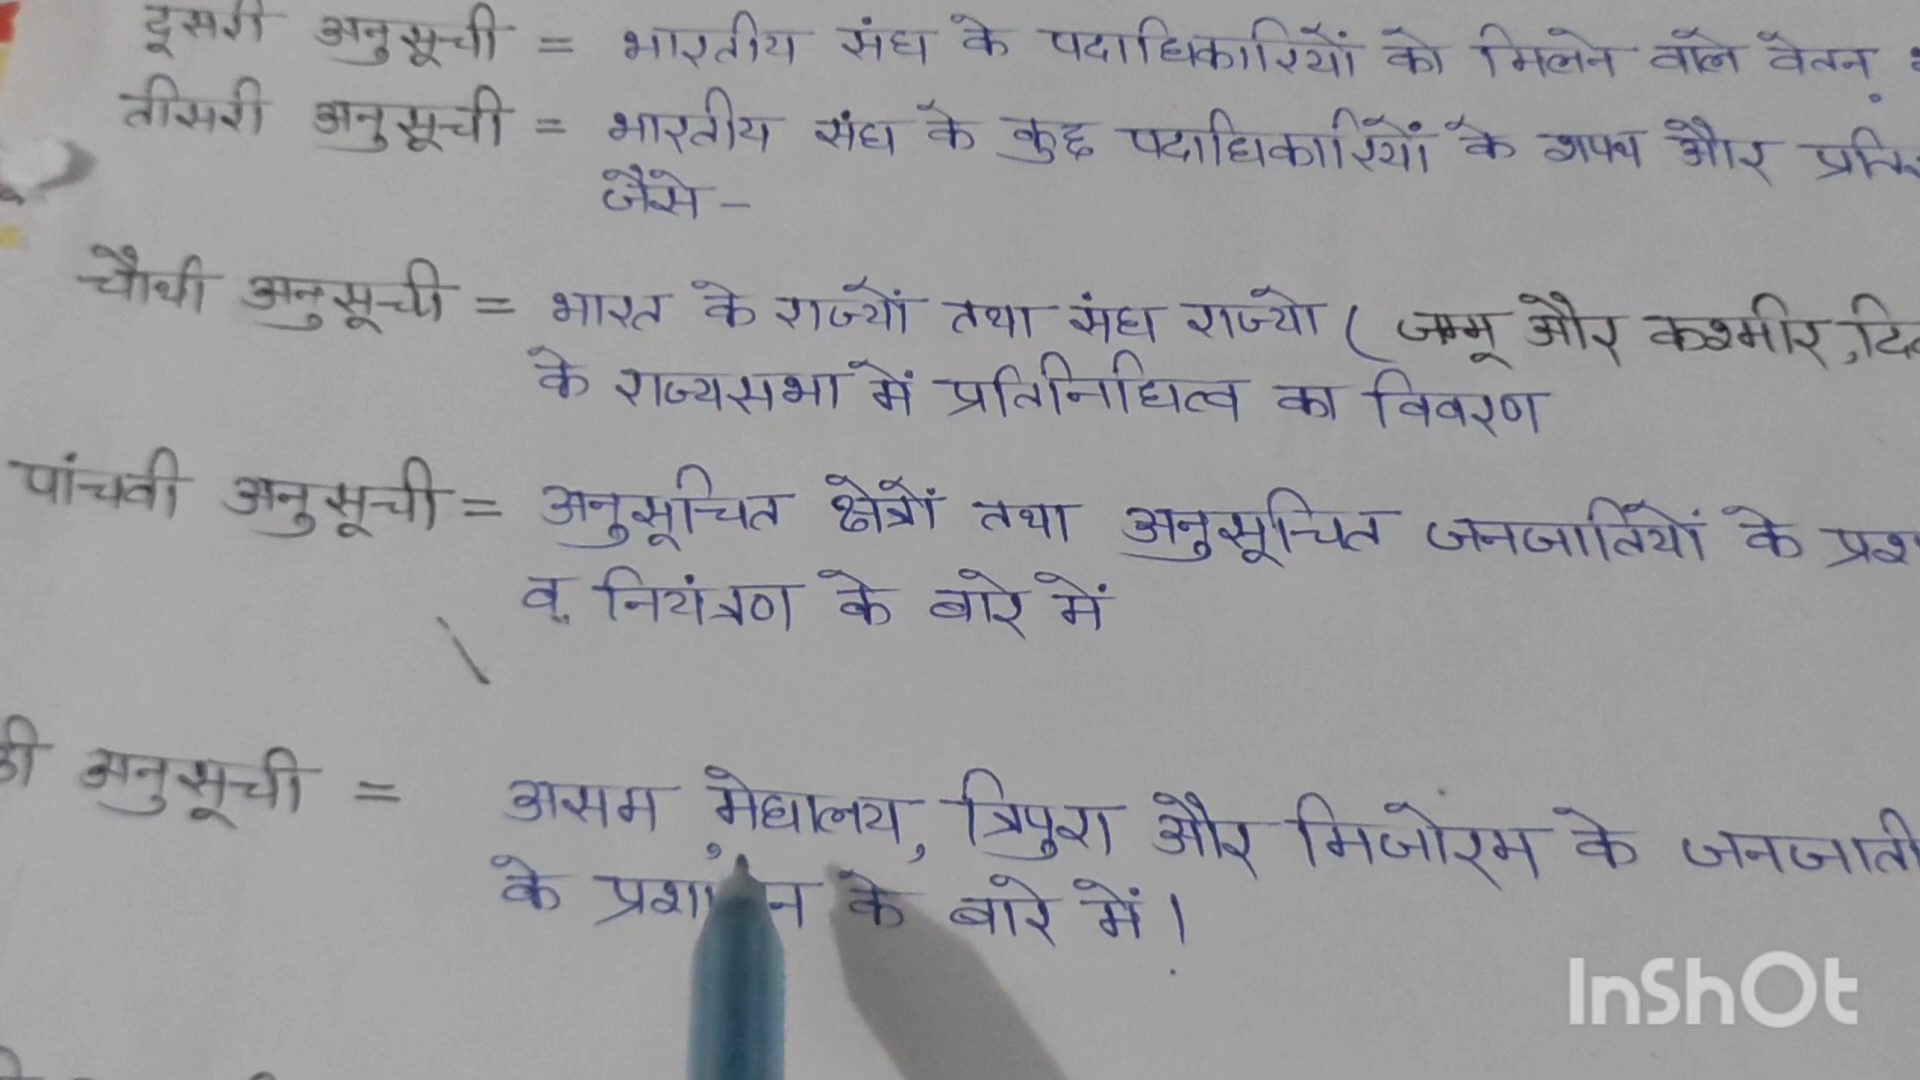 दूसरी अनुसूची = भारतीय संघ के पदाधिकारियों को मिलने वाले वेतन
तीसरी अनुसूची = भारतीय संघ के कुछ पदाधिकारियों के शपथ और
जैसे -
चौथी अनुसूची = भारत के राज्यों तथा संघ राज्यो ( जम्मू और कश्मीर,
के राज्यसभा में प्रतिनिधित्व का विवरण
पांचवी अनुसूची = अनुसूचित क्षेत्रों तथा अनुसूचित जनजातियों के
व नियंत्रण के बारे में
अनुसूची = असम, मेघालय, त्रिपुरा और मिजोरम के
के प्रशासन के बारे में।
InShOt